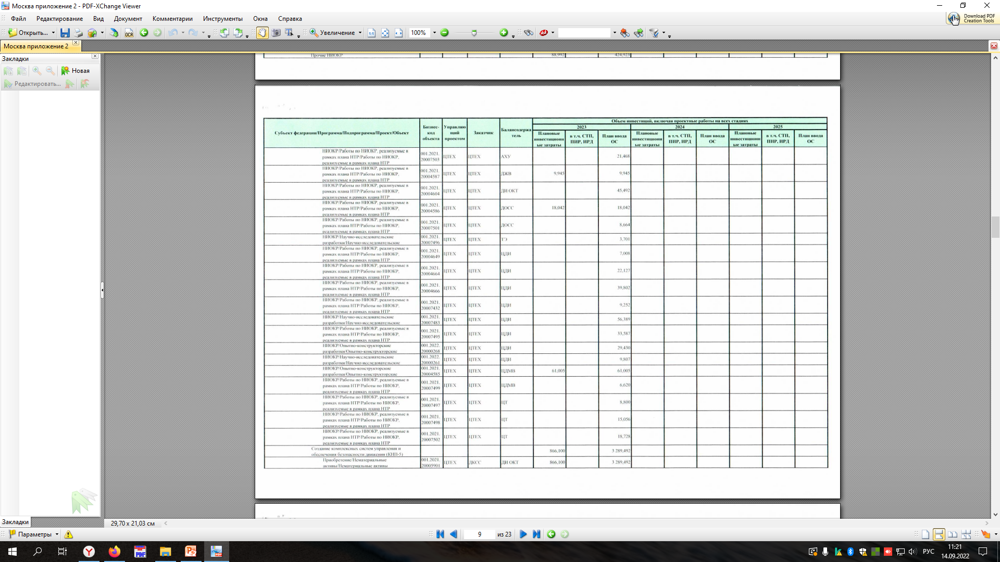 Москва приложение 2 - PDF-XChange Viewer
Файл Редактирование Вид Документ Комментарии Инструменты Окна Справка
Download PDF
Creation Tools
Открыть... OCR Увеличение 100%
Москва приложение 2
Закладки
Новая
Редактировать...
Прочие НИОКР 88,992 424,923
Субъект федерации/Программа/Подпрограмма/Проект/Объект
Бизнес-
код
объекта
Управляю
щий
проектом
Заказчик
Балансодержа
тель
Объем инвестиций, включая проектные работы на всех стадиях
2023 2024 2025
Плановые
инвестиционн
ые затраты
в т.ч. СТП,
ПИР, ИРД
План ввода
ОС
Плановые
инвестиционн
ые затраты
в т.ч. СТП,
ПИР, ИРД
План ввода
ОС
Плановые
инвестиционн
ые затраты
в т.ч. СТП,
ПИР, ИРД
План ввода
ОС
НИОКР/Работы по НИОКР, реализуемые в
рамках плана НТР/Работы по НИОКР,
реализуемые в рамках плана НТР
001.2021.
20007503
ЦТЕХ ЦТЕХ АХУ 21,468
НИОКР/Работы по НИОКР, реализуемые в
рамках плана НТР/Работы по НИОКР,
реализуемые в рамках плана НТР
001.2021.
20004587
ЦТЕХ ЦТЕХ ДЖВ 9,945 9,945
НИОКР/Работы по НИОКР, реализуемые в
рамках плана НТР/Работы по НИОКР,
реализуемые в рамках плана НТР
001.2021.
20004604
ЦТЕХ ЦТЕХ ДИ ОКТ 45,492
НИОКР/Работы по НИОКР, реализуемые в
рамках плана НТР/Работы по НИОКР,
реализуемые в рамках плана НТР
001.2021.
20004586
ЦТЕХ ЦТЕХ ДОСС 18,042 18,042
НИОКР/Работы по НИОКР, реализуемые в
рамках плана НТР/Работы по НИОКР,
реализуемые в рамках плана НТР
001.2021.
20007501
ЦТЕХ ЦТЕХ ДОСС 8,664
НИОКР/Научно-исследовательские
разработки/Научно-исследовательские
001.2021.
20007496
ЦТЕХ ЦТЕХ ТЭ 3,701
НИОКР/Работы по НИОКР, реализуемые в
рамках плана НТР/Работы по НИОКР,
реализуемые в рамках плана НТР
001.2021.
20004649
ЦТЕХ ЦТЕХ ЦДИ 7,008
НИОКР/Работы по НИОКР, реализуемые в
рамках плана НТР/Работы по НИОКР,
реализуемые в рамках плана НТР
001.2021.
20004664
ЦТЕХ ЦТЕХ ЦДИ 22,127
НИОКР/Работы по НИОКР, реализуемые в
рамках плана НТР/Работы по НИОКР,
реализуемые в рамках плана НТР
001.2021.
20004666
ЦТЕХ ЦТЕХ ЦДИ 39,802
НИОКР/Работы по НИОКР, реализуемые в
рамках плана НТР/Работы по НИОКР,
реализуемые в рамках плана НТР
001.2021.
20007432
ЦТЕХ ЦТЕХ ЦДИ 9,252
НИОКР/Научно-исследовательские
разработки/Научно-исследовательские
001.2021.
20007483
ЦТЕХ ЦТЕХ ЦДИ 56,389
НИОКР/Работы по НИОКР, реализуемые в
рамках плана НТР/Работы по НИОКР,
реализуемые в рамках плана НТР
001.2021.
20007495
ЦТЕХ ЦТЕХ ЦДИ 33,587
НИОКР/Опытно-конструкторские
разработки/Опытно-конструкторские
001.2022.
20000268
ЦТЕХ ЦТЕХ ЦДИ 29,430
НИОКР/Научно-исследовательские
разработки/Научно-исследовательские
001.2022.
20000261
ЦТЕХ ЦТЕХ ЦДИ 9,807
НИОКР/Опытно-конструкторские
разработки/Опытно-конструкторские
001.2021.
20004585
ЦТЕХ ЦТЕХ ЦДМВ 61,005 61,005
НИОКР/Работы по НИОКР, реализуемые в
рамках плана НТР/Работы по НИОКР,
реализуемые в рамках плана НТР
001.2021.
20007499
ЦТЕХ ЦТЕХ ЦДМВ 6,620
НИОКР/Работы по НИОКР, реализуемые в
рамках плана НТР/Работы по НИОКР,
реализуемые в рамках плана НТР
001.2021.
20007497
ЦТЕХ ЦТЕХ ЦТ 8,800
НИОКР/Работы по НИОКР, реализуемые в
рамках плана НТР/Работы по НИОКР,
реализуемые в рамках плана НТР
001.2021.
20007498
ЦТЕХ ЦТЕХ ЦТ 15,056
НИОКР/Работы по НИОКР, реализуемые в
рамках плана НТР/Работы по НИОКР,
реализуемые в рамках плана НТР
001.2021.
20007502
ЦТЕХ ЦТЕХ ЦТ 18,728
Создание комплексных систем управления и
обеспечения безопасности движения (КНП-5)
866,100 3 289,492
Приобретение/Нематериальные
активы/Нематериальные активы
001.2021.
20005901
ЦТЕХ ДКСС ДИ ОКТ 866,100 3 289,492
Закладки
29,70 x 21,03 см
Параметры
9 из 23
РУС
11:21
14.09.2022